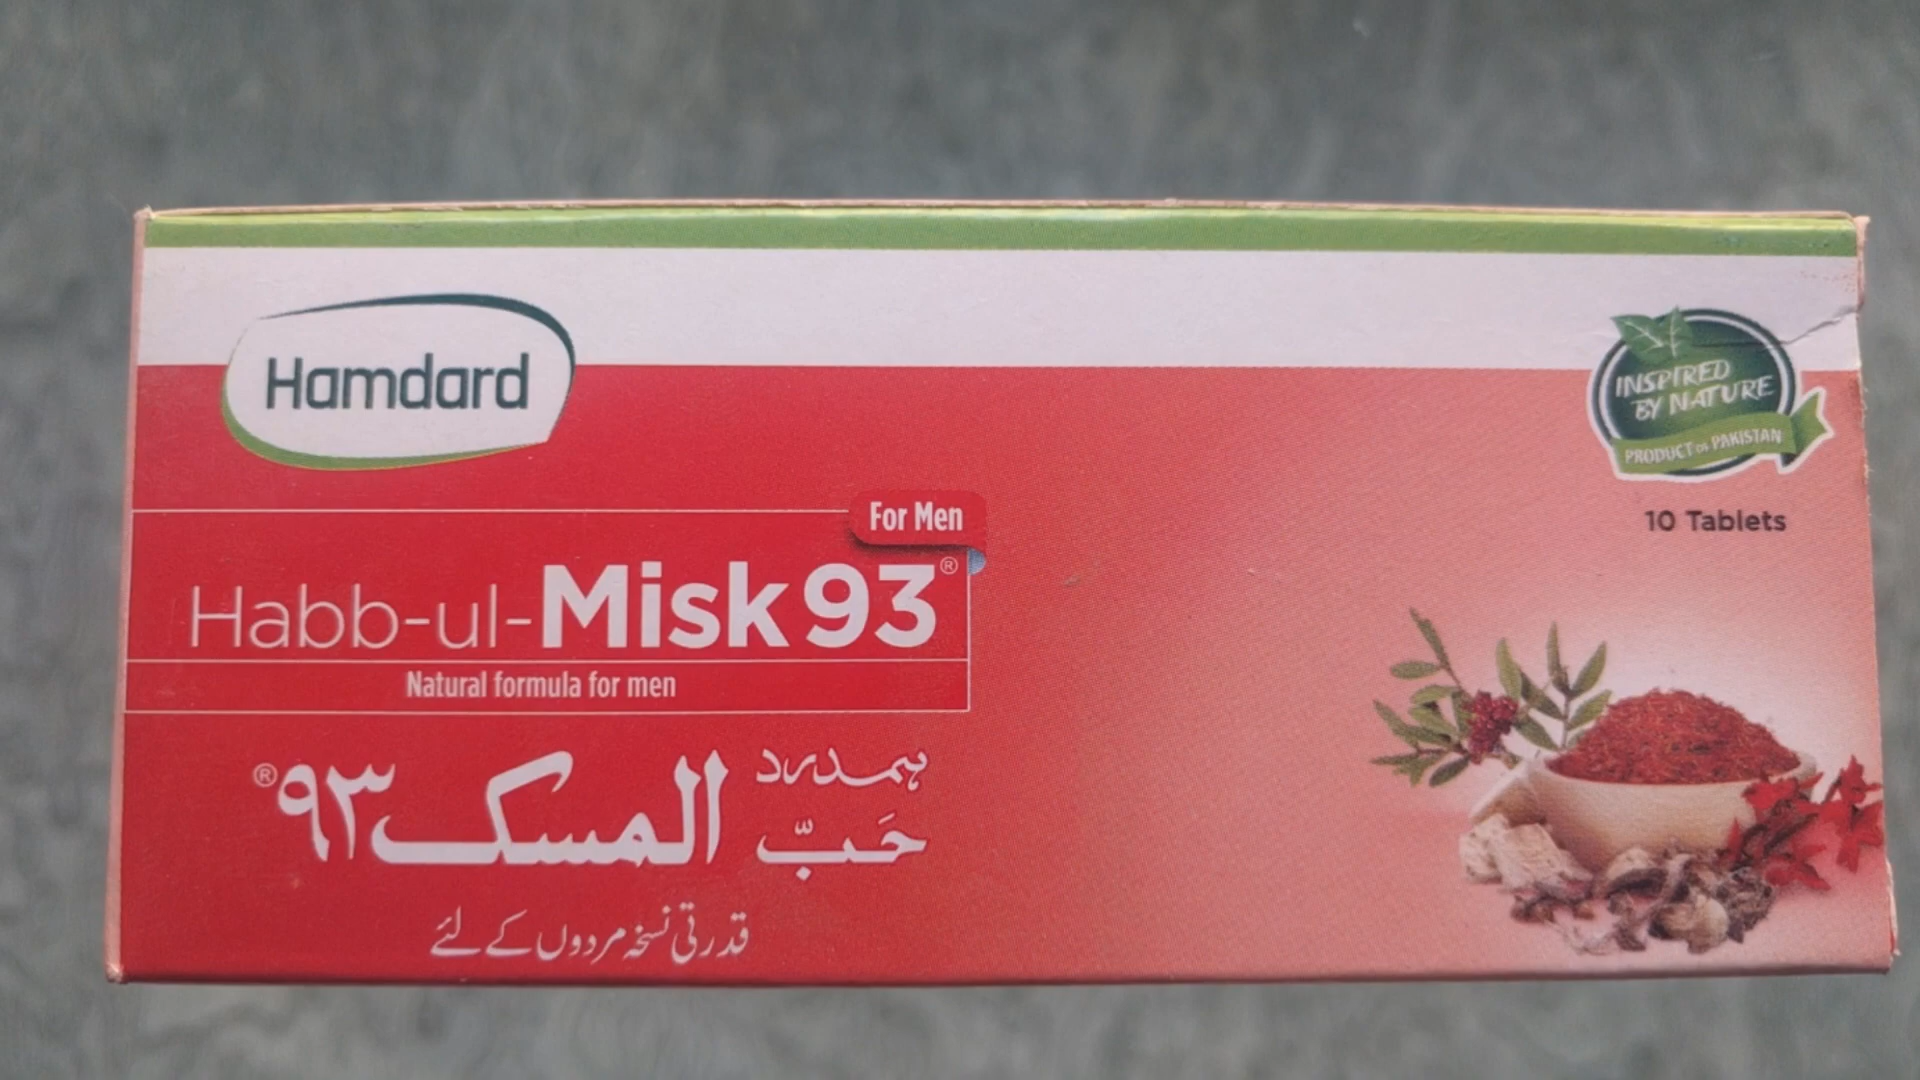 Hamdard
INSPIRED
BY NATURE
PRODUCT OF PAKISTAN
10 Tablets
For Men
Habb-ul-Misk 93®
Natural formula for men
ہمدرد
حَبّ المسک ۹۳®
قدرتی نسخہ مردوں کے لئے